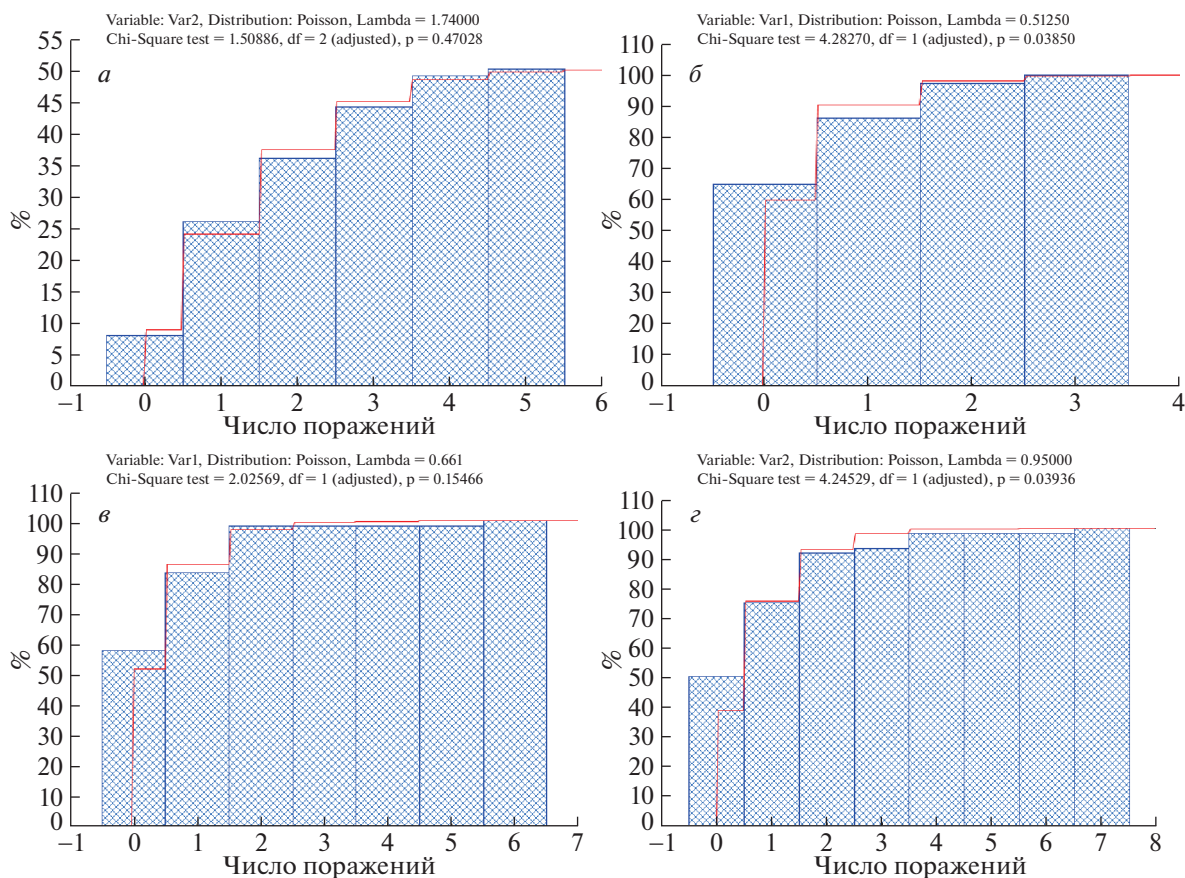 Variable: Var2, Distribution: Poisson, Lambda = 1.74000
Chi-Square test = 1.50886, df = 2 (adjusted), p = 0.47028
а
%
55
50
45
40
35
30
25
20
15
10
5
0
−1 0 1 2 3 4 5 6
Число поражений
Variable: Var1, Distribution: Poisson, Lambda = 0.51250
Chi-Square test = 4.28270, df = 1 (adjusted), p = 0.03850
б
%
110
100
90
80
70
60
50
40
30
20
10
0
−1 0 1 2 3 4
Число поражений
Variable: Var1, Distribution: Poisson, Lambda = 0.661
Chi-Square test = 2.02569, df = 1 (adjusted), p = 0.15466
в
%
110
100
90
80
70
60
50
40
30
20
10
0
−1 0 1 2 3 4 5 6 7
Число поражений
Variable: Var2, Distribution: Poisson, Lambda = 0.95000
Chi-Square test = 4.24529, df = 1 (adjusted), p = 0.03936
г
%
110
100
90
80
70
60
50
40
30
20
10
0
−1 0 1 2 3 4 5 6 7 8
Число поражений